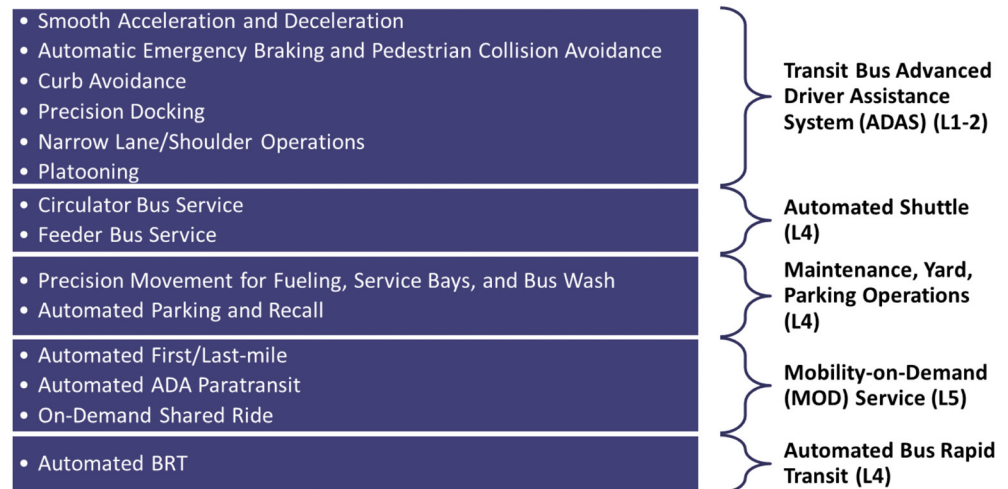 • Smooth Acceleration and Deceleration
• Automatic Emergency Braking and Pedestrian Collision Avoidance
• Curb Avoidance
• Precision Docking
• Narrow Lane/Shoulder Operations
• Platooning
Transit Bus Advanced
Driver Assistance
System (ADAS) (L1-2)
• Circulator Bus Service
• Feeder Bus Service
Automated Shuttle
(L4)
• Precision Movement for Fueling, Service Bays, and Bus Wash
• Automated Parking and Recall
Maintenance, Yard,
Parking Operations
(L4)
• Automated First/Last-mile
• Automated ADA Paratransit
• On-Demand Shared Ride
Mobility-on-Demand
(MOD) Service (L5)
• Automated BRT
Automated Bus Rapid
Transit (L4)